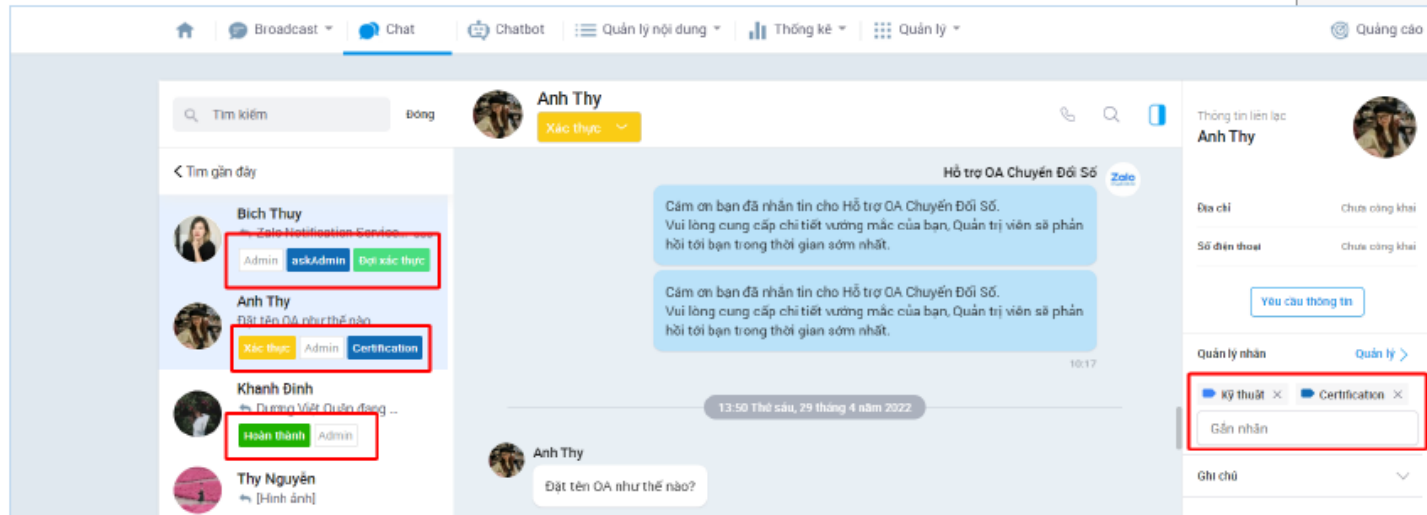 Broadcast
Chat
Chatbot
Quản lý nội dung
Thống kê
Quản lý
Quảng cáo
Tìm kiếm
Đóng
Tìm gần đây
Bich Thuy
Zalo Notification Service...
Admin askAdmin Đợi xác thực
Anh Thy
Đặt tên OA như thế nào
Xác thực Admin Certification
Khanh Đinh
Dương Việt Quân đang ...
Hoàn thành Admin
Thy Nguyễn
[Hình ảnh]
Anh Thy
Xác thực
Hỗ trợ OA Chuyển Đổi Số
Zalo
Cám ơn bạn đã nhắn tin cho Hỗ trợ OA Chuyển Đổi Số.
Vui lòng cung cấp chi tiết vướng mắc của bạn, Quản trị viên sẽ phản
hồi tới bạn trong thời gian sớm nhất.
Cám ơn bạn đã nhắn tin cho Hỗ trợ OA Chuyển Đổi Số.
Vui lòng cung cấp chi tiết vướng mắc của bạn, Quản trị viên sẽ phản
hồi tới bạn trong thời gian sớm nhất.
10:17
13:50 Thứ sáu, 29 tháng 4 năm 2022
Anh Thy
Đặt tên OA như thế nào?
Thông tin liên lạc
Anh Thy
Địa chỉ Chưa công khai
Số điện thoại Chưa công khai
Yêu cầu thông tin
Quản lý nhãn Quản lý
Kỹ thuật × Certification ×
Gắn nhãn
Ghi chú